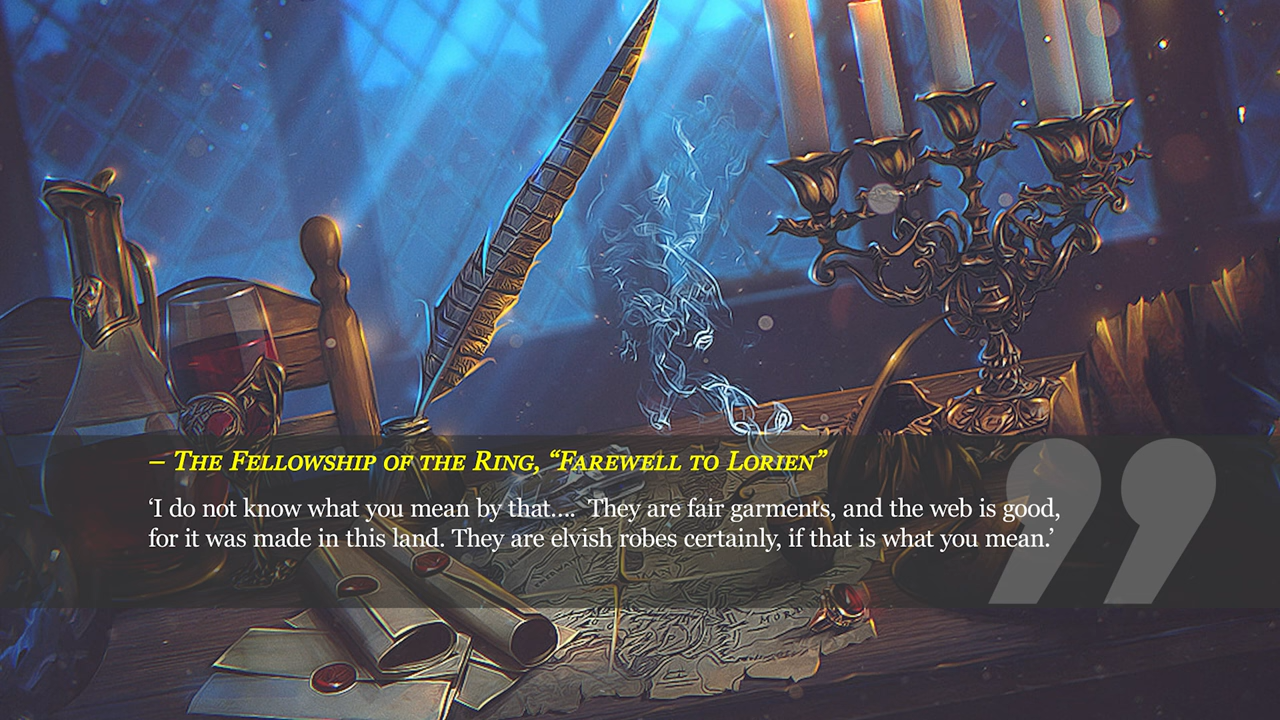 – The Fellowship of the Ring, “Farewell to Lorien”
‘I do not know what you mean by that.… They are fair garments, and the web is good,
for it was made in this land. They are elvish robes certainly, if that is what you mean.’
MOR